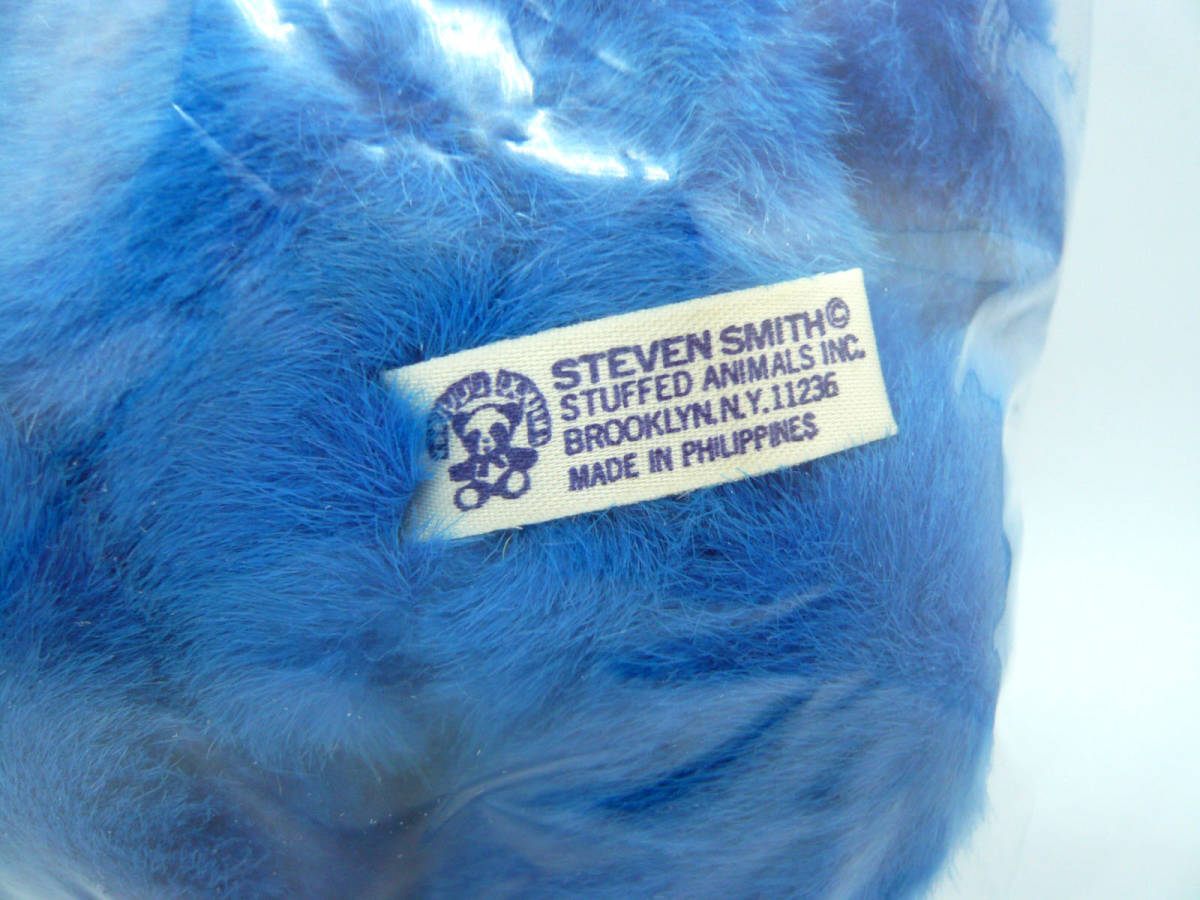 STEVEN SMITH©
STUFFED ANIMALS INC.
BROOKLYN, N.Y. 11236
MADE IN PHILIPPINES